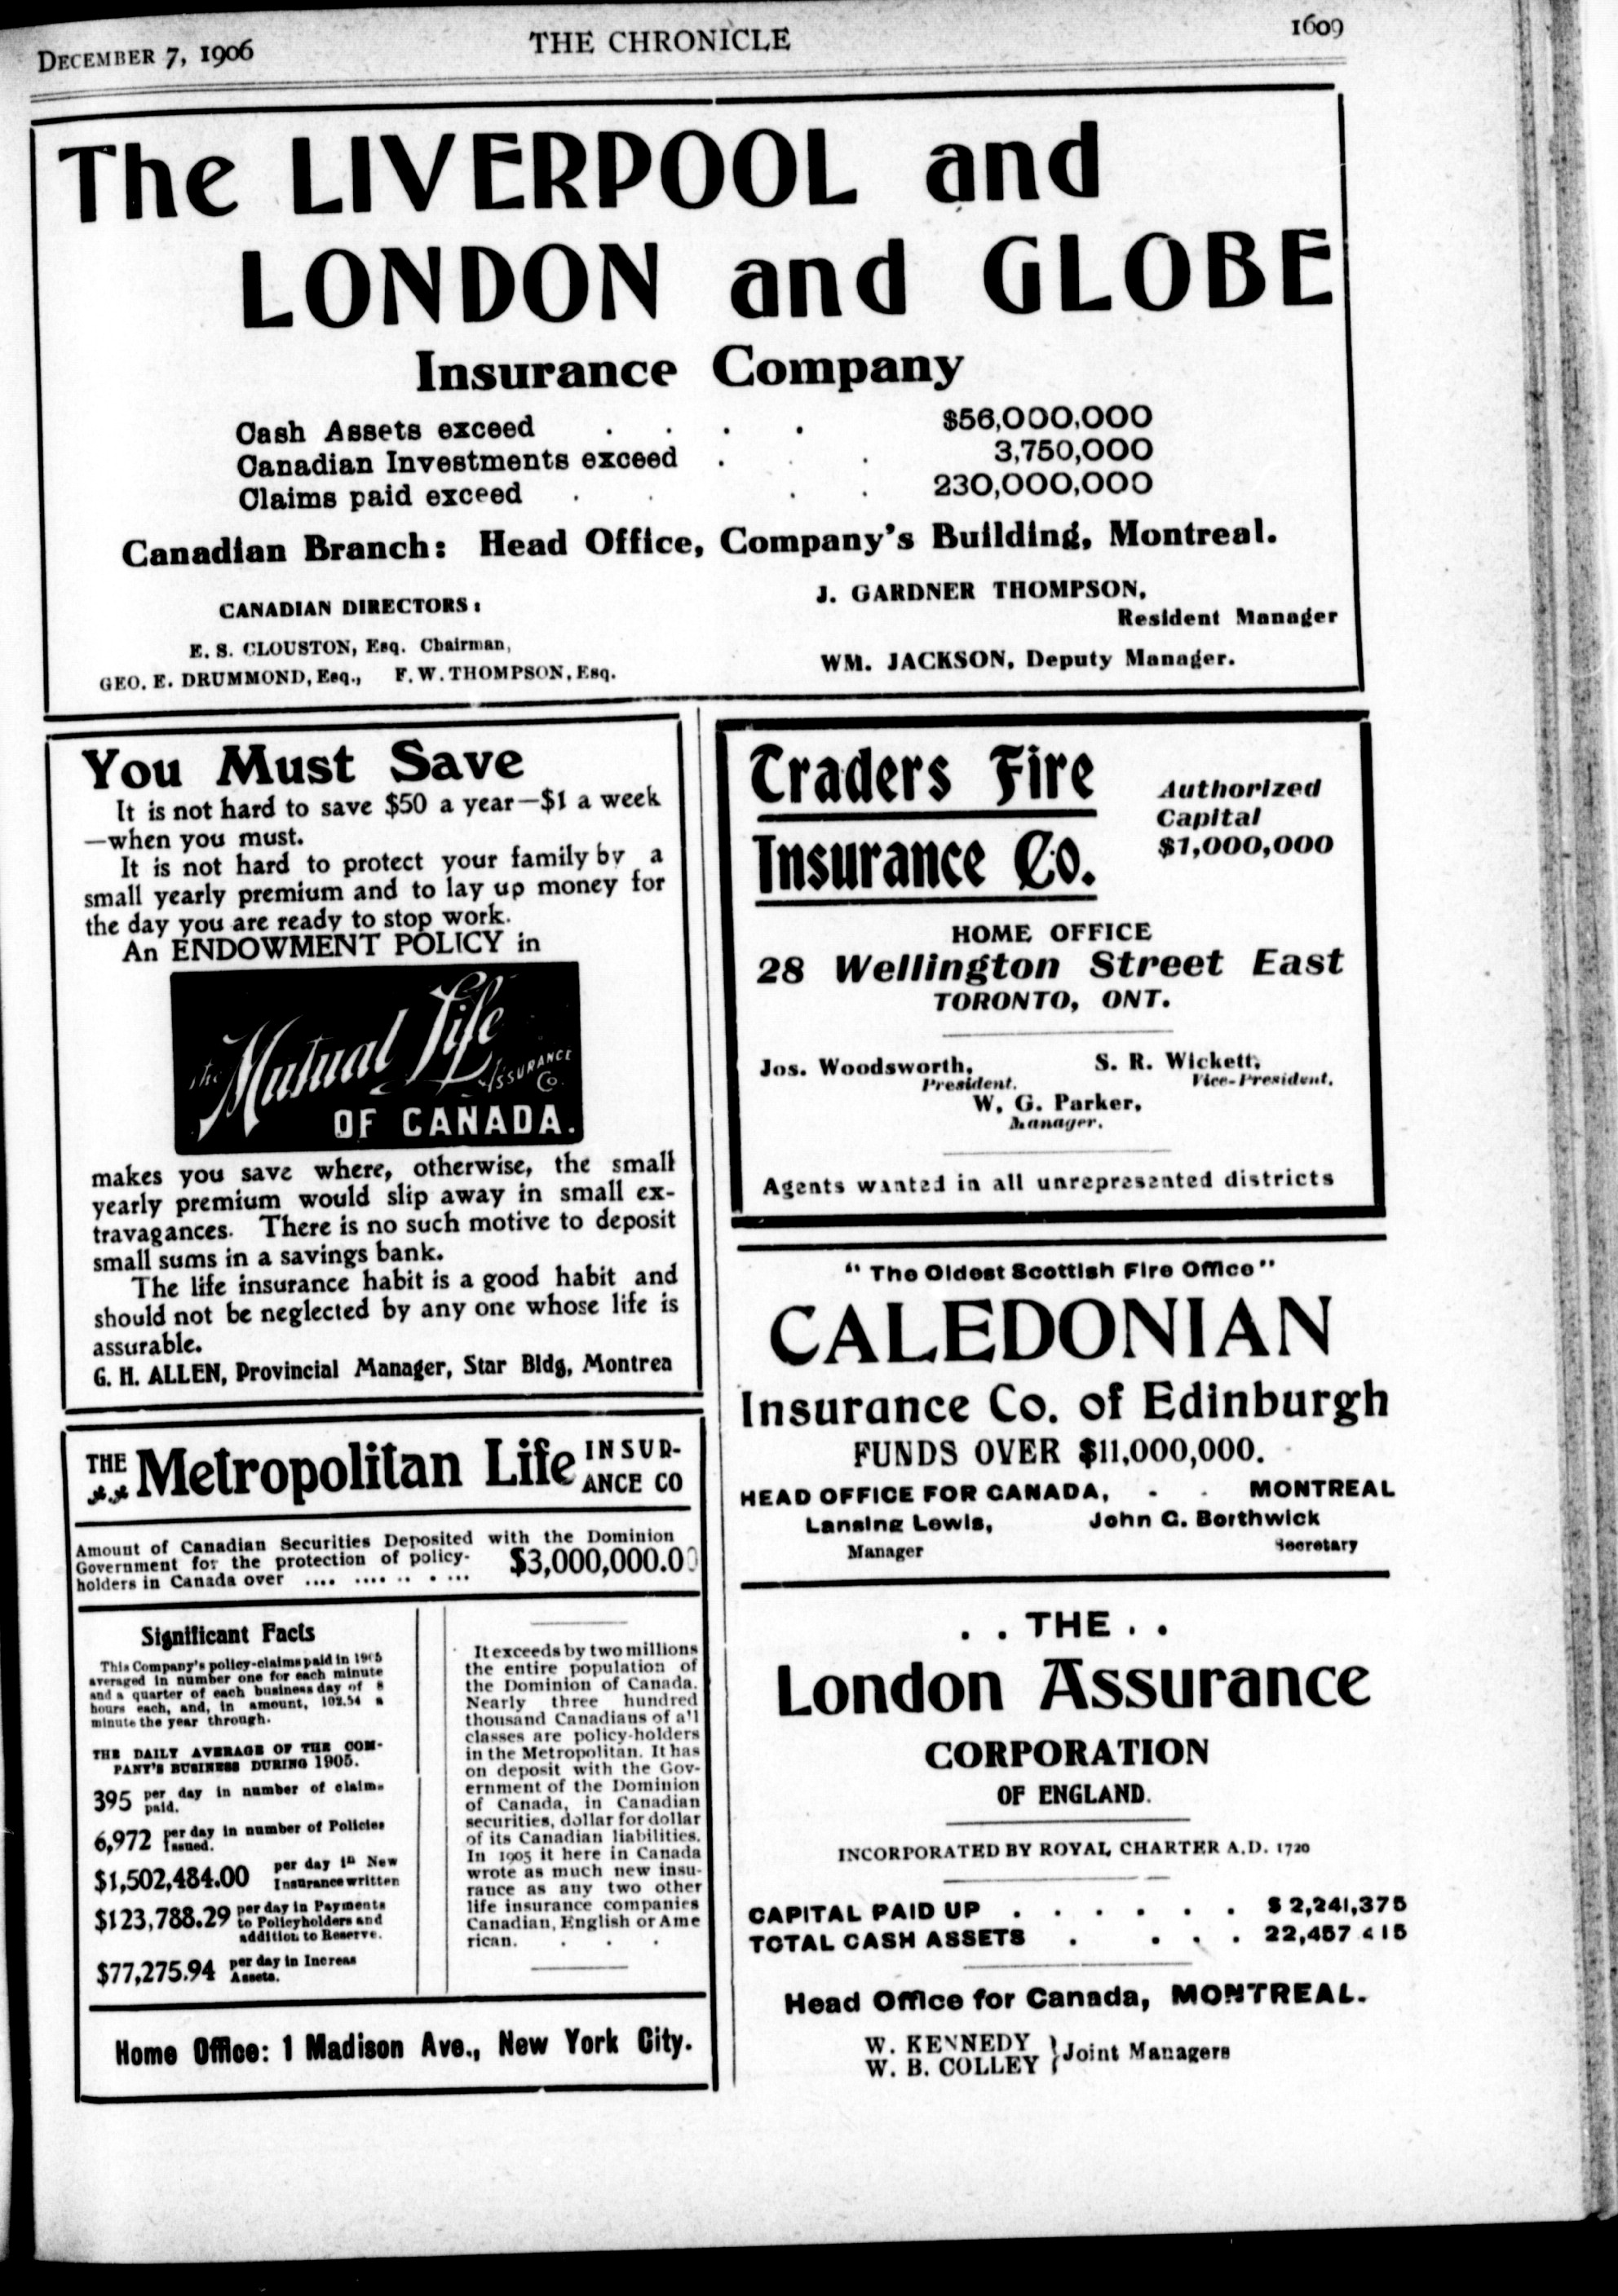 DECEMBER 7, 1906
THE CHRONICLE
1609
The LIVERPOOL and
LONDON and GLOBE
Insurance Company
Cash Assets exceed . . . . $56,000,000
Canadian Investments exceed . . . 3,750,000
Claims paid exceed . . . . 230,000,000
Canadian Branch: Head Office, Company's Building, Montreal.
CANADIAN DIRECTORS:
E. S. CLOUSTON, Esq. Chairman,
GEO. E. DRUMMOND, Esq., F. W. THOMPSON, Esq.
J. GARDNER THOMPSON,
Resident Manager
WM. JACKSON, Deputy Manager.
You Must Save
It is not hard to save $50 a year—$1 a week
—when you must.
It is not hard to protect your family by a
small yearly premium and to lay up money for
the day you are ready to stop work.
An ENDOWMENT POLICY in
The Mutual Life
ASSURANCE
Co.
OF CANADA.
makes you save where, otherwise, the small
yearly premium would slip away in small ex-
travagances. There is no such motive to deposit
small sums in a savings bank.
The life insurance habit is a good habit and
should not be neglected by any one whose life is
assurable.
G. H. ALLEN, Provincial Manager, Star Bldg, Montrea
THE Metropolitan Life INSUR-
ANCE CO
Amount of Canadian Securities Deposited with the Dominion
Government for the protection of policy-
holders in Canada over .... .... .. . ... $3,000,000.00
Significant Facts
This Company's policy-claims paid in 1905
averaged in number one for each minute
and a quarter of each business day of 8
hours each, and, in amount, 102.54 a
minute the year through.
THE DAILY AVERAGE OF THE COM-
PANY'S BUSINESS DURING 1905.
395 per day in number of claims
paid.
6,972 per day in number of Policies
Issued.
$1,502,484.00 per day in New
Insurance written
$123,788.29 per day in Payments
to Policyholders and
addition to Reserve.
$77,275.94 per day in Increas
Assets.
It exceeds by two millions
the entire population of
the Dominion of Canada.
Nearly three hundred
thousand Canadians of all
classes are policy-holders
in the Metropolitan. It has
on deposit with the Gov-
ernment of the Dominion
of Canada, in Canadian
securities, dollar for dollar
of its Canadian liabilities.
In 1905 it here in Canada
wrote as much new insu-
rance as any two other
life insurance companies
Canadian, English or Ame
rican. . . .
Home Office: 1 Madison Ave., New York City.
Traders Fire
Insurance Co.
Authorized
Capital
$1,000,000
HOME OFFICE
28 Wellington Street East
TORONTO, ONT.
Jos. Woodsworth, S. R. Wickett,
President. Vice-President.
W. G. Parker,
Manager.
Agents wanted in all unrepresented districts
"The Oldest Scottish Fire Office"
CALEDONIAN
Insurance Co. of Edinburgh
FUNDS OVER $11,000,000.
HEAD OFFICE FOR CANADA, - - MONTREAL
Lansing Lewis, John G. Borthwick
Manager Secretary
. . THE . .
London Assurance
CORPORATION
OF ENGLAND.
INCORPORATED BY ROYAL CHARTER A.D. 1720
CAPITAL PAID UP . . . . . . $ 2,241,375
TOTAL CASH ASSETS . . . . 22,457 415
Head Office for Canada, MONTREAL.
W. KENNEDY
W. B. COLLEY } Joint Managers